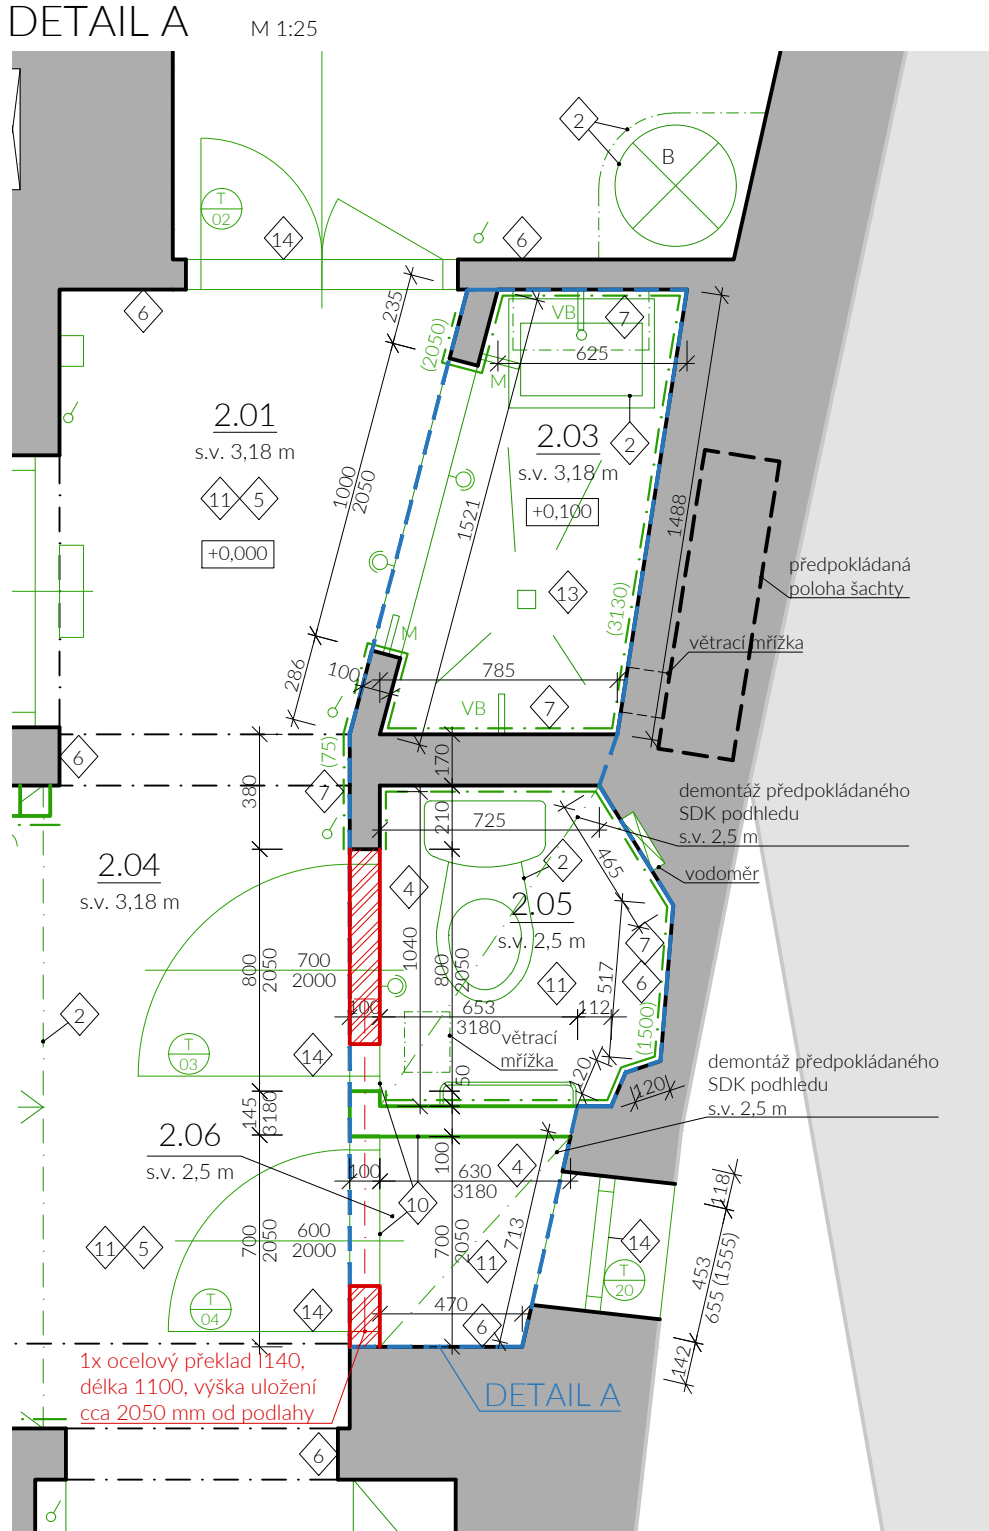 DETAIL A
M 1:25
2
B
T
02
14
6
6
235
(2050)
VB
7
625
M
2.01
s.v. 3,18 m
2.03
s.v. 3,18 m
2
1000
2050
11
5
+0,100
+0,000
1521
1488
předpokládaná
poloha šachty
13
(3130)
M
větrací mřížka
286
100
785
VB
7
6
(75)
170
380
7
210
725
demontáž předpokládaného
SDK podhledu
s.v. 2,5 m
465
2
vodoměr
2.04
s.v. 3,18 m
4
2.05
s.v. 2,5 m
7
1040
800
2050
700
2000
800
2050
11
6
517
2
100
653
3180
112
(1500)
T
03
14
větrací
mřížka
demontáž předpokládaného
SDK podhledu
s.v. 2,5 m
50
120
120
145
3180
2.06
s.v. 2,5 m
100
100
630
3180
4
118
10
11
5
700
2050
600
2000
700
2050
713
11
14
453
655 (1555)
T
20
T
04
14
470
6
142
1x ocelový překlad I140,
délka 1100, výška uložení
cca 2050 mm od podlahy
DETAIL A
6